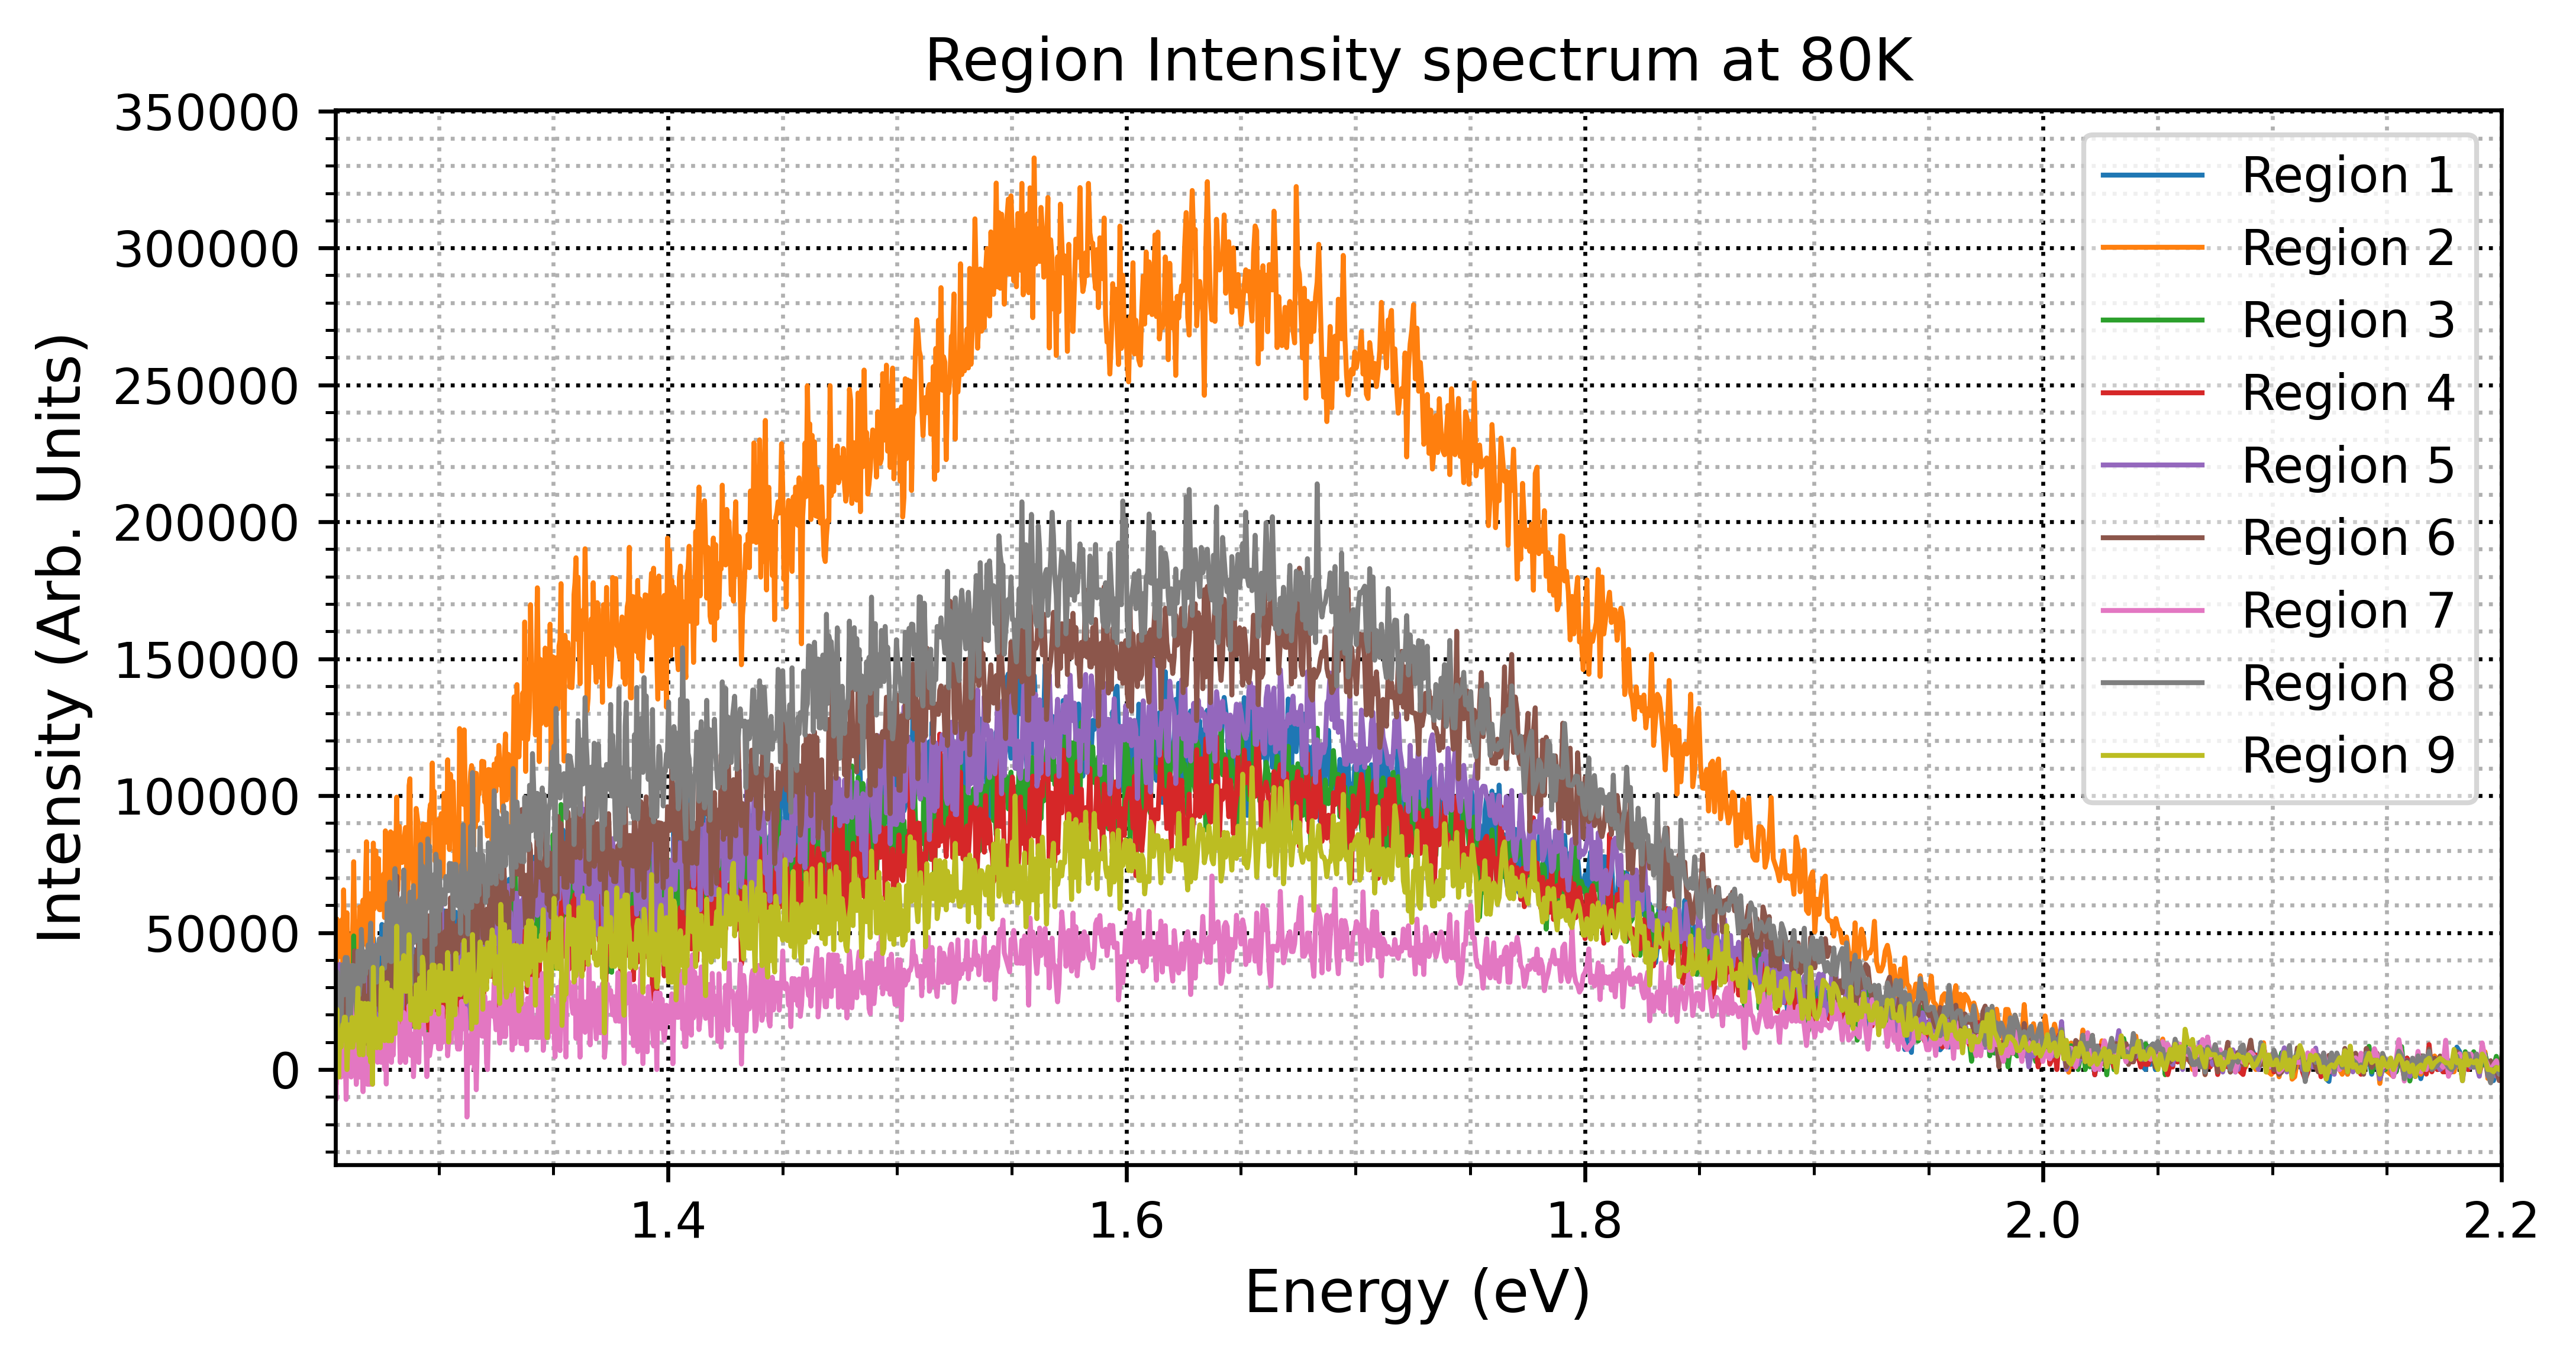 Region Intensity spectrum at 80K
350000
300000
250000
200000
150000
100000
50000
0
Intensity (Arb. Units)
Region 1
Region 2
Region 3
Region 4
Region 5
Region 6
Region 7
Region 8
Region 9
1.4
1.6
1.8
2.0
2.2
Energy (eV)